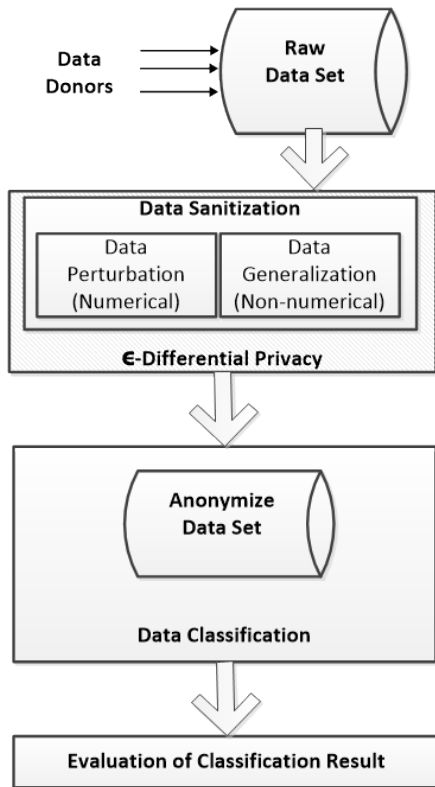 Data
Donors
Raw
Data Set
Data Sanitization
Data
Perturbation
(Numerical)
Data
Generalization
(Non-numerical)
Є-Differential Privacy
Anonymize
Data Set
Data Classification
Evaluation of Classification Result